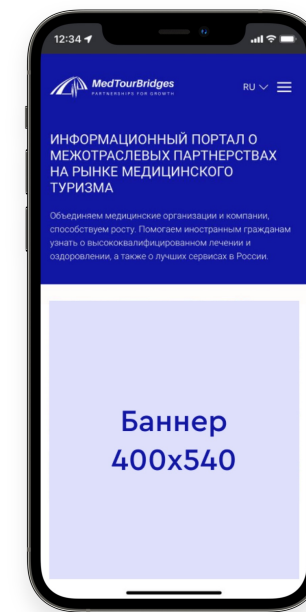 12:34
MedTourBridges
PARTNERSHIPS FOR GROWTH
RU
ИНФОРМАЦИОННЫЙ ПОРТАЛ О
МЕЖОТРАСЛЕВЫХ ПАРТНЕРСТВАХ
НА РЫНКЕ МЕДИЦИНСКОГО
ТУРИЗМА
Объединяем медицинские организации и компании,
способствуем росту. Помогаем иностранным гражданам
узнать о высококвалифицированном лечении и
оздоровлении, а также о лучших сервисах в России.
Баннер
400x540